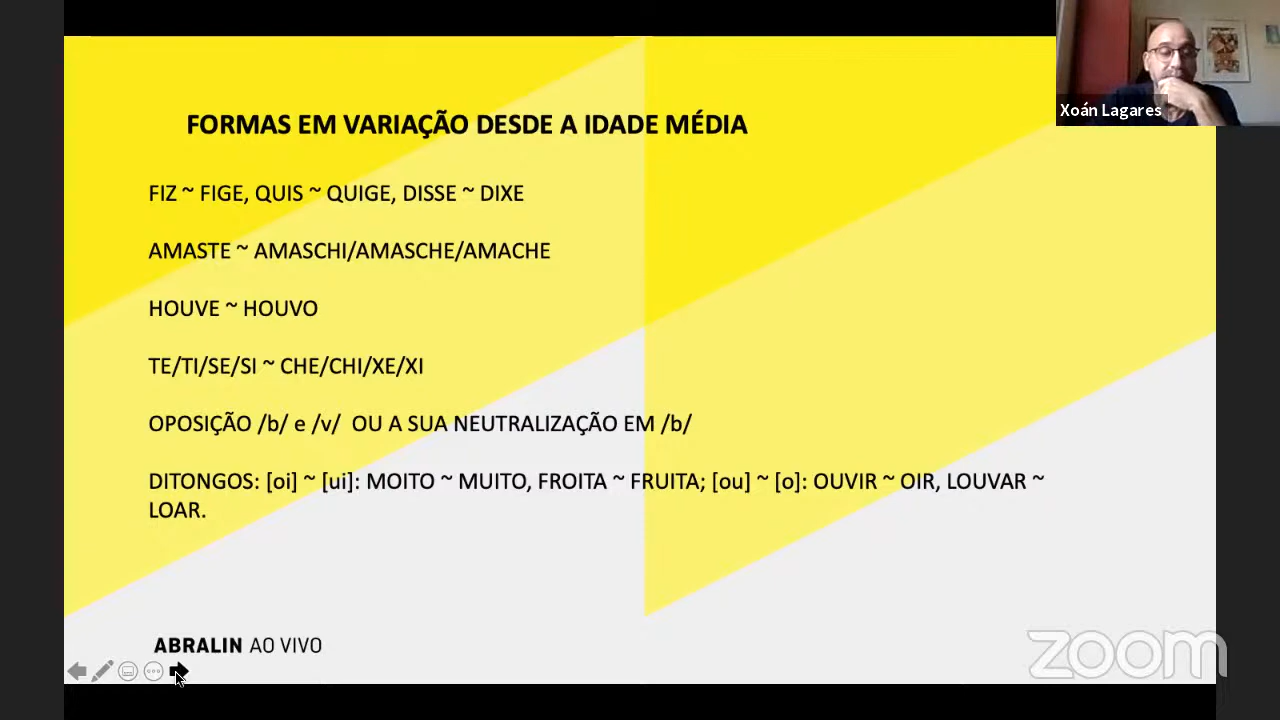 Xoán Lagares
FORMAS EM VARIAÇÃO DESDE A IDADE MÉDIA
FIZ ~ FIGE, QUIS ~ QUIGE, DISSE ~ DIXE
AMASTE ~ AMASCHI/AMASCHE/AMACHE
HOUVE ~ HOUVO
TE/TI/SE/SI ~ CHE/CHI/XE/XI
OPOSIÇÃO /b/ e /v/ OU A SUA NEUTRALIZAÇÃO EM /b/
DITONGOS: [oi] ~ [ui]: MOITO ~ MUITO, FROITA ~ FRUITA; [ou] ~ [o]: OUVIR ~ OIR, LOUVAR ~
LOAR.
ABRALIN AO VIVO
zoom